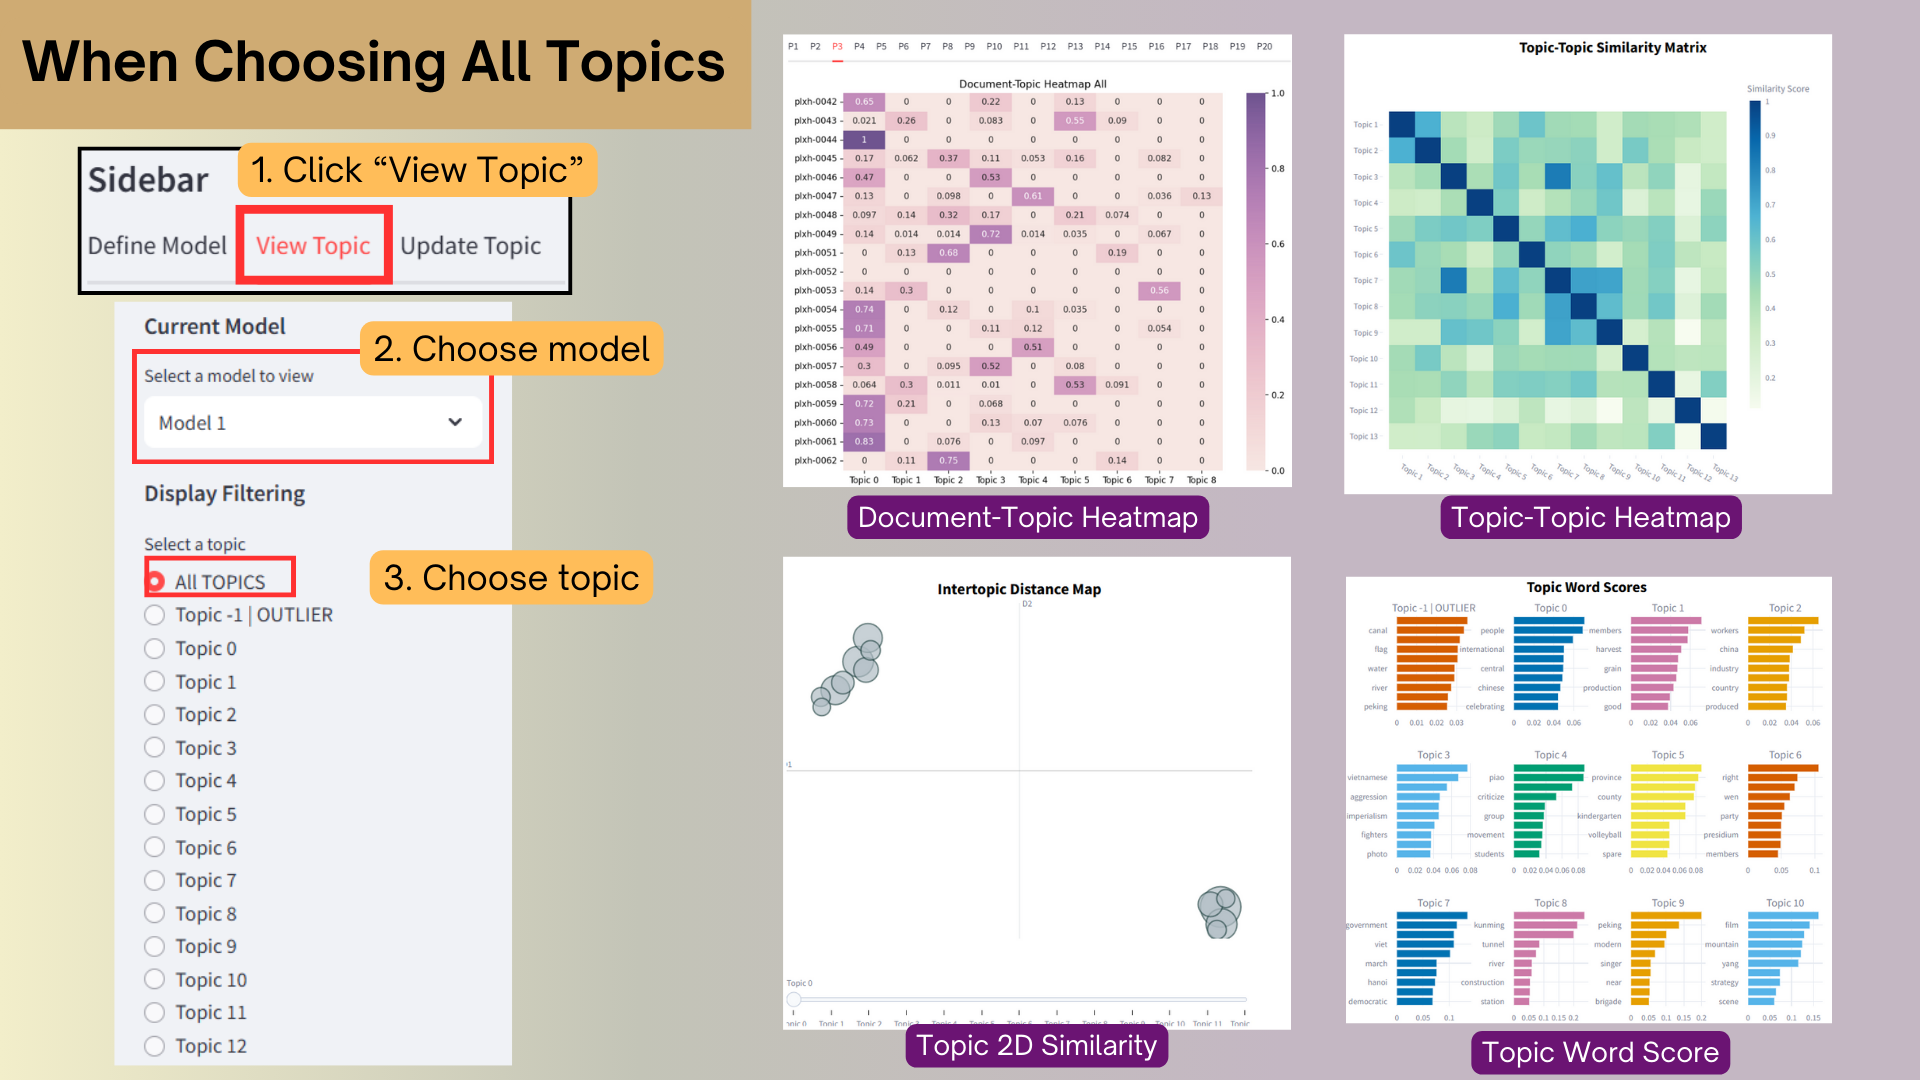 When Choosing All Topics
Sidebar
1. Click “View Topic”
Define Model View Topic Update Topic
Current Model
2. Choose model
Select a model to view
Model 1
Display Filtering
Select a topic
3. Choose topic
All TOPICS
Topic -1 | OUTLIER
Topic 0
Topic 1
Topic 2
Topic 3
Topic 4
Topic 5
Topic 6
Topic 7
Topic 8
Topic 9
Topic 10
Topic 11
Topic 12
P1 P2 P3 P4 P5 P6 P7 P8 P9 P10 P11 P12 P13 P14 P15 P16 P17 P18 P19 P20
Document-Topic Heatmap All
plxh-0042 0.65 0 0 0.22 0 0.13 0 0 0
plxh-0043 0.021 0.26 0 0.083 0 0.55 0.09 0 0
plxh-0044 1 0 0 0 0 0 0 0 0
plxh-0045 0.17 0.062 0.37 0.11 0.053 0.16 0 0.082 0
plxh-0046 0.47 0 0 0.53 0 0 0 0 0
plxh-0047 0.13 0 0.098 0 0.61 0 0 0.036 0.13
plxh-0048 0.097 0.14 0.32 0.17 0 0.21 0.074 0 0
plxh-0049 0.14 0.014 0.014 0.72 0.014 0.035 0 0.067 0
plxh-0051 0 0.13 0.68 0 0 0 0.19 0 0
plxh-0052 0 0 0 0 0 0 0 0 0
plxh-0053 0.14 0.3 0 0 0 0 0 0.56 0
plxh-0054 0.74 0 0.12 0 0.1 0.035 0 0 0
plxh-0055 0.71 0 0 0.11 0.12 0 0 0.054 0
plxh-0056 0.49 0 0 0 0.51 0 0 0 0
plxh-0057 0.3 0 0.095 0.52 0 0.08 0 0 0
plxh-0058 0.064 0.3 0.011 0.01 0 0.53 0.091 0 0
plxh-0059 0.72 0.21 0 0.068 0 0 0 0 0
plxh-0060 0.73 0 0 0.13 0.07 0.076 0 0 0
plxh-0061 0.83 0 0.076 0 0.097 0 0 0 0
plxh-0062 0 0.11 0.75 0 0 0 0.14 0 0
Topic 0 Topic 1 Topic 2 Topic 3 Topic 4 Topic 5 Topic 6 Topic 7 Topic 8
1.0
0.8
0.6
0.4
0.2
0.0
Document-Topic Heatmap
Topic-Topic Similarity Matrix
Similarity Score
1
0.9
0.8
0.7
0.6
0.5
0.4
0.3
0.2
Topic 1
Topic 2
Topic 3
Topic 4
Topic 5
Topic 6
Topic 7
Topic 8
Topic 9
Topic 10
Topic 11
Topic 12
Topic 13
Topic 1 Topic 2 Topic 3 Topic 4 Topic 5 Topic 6 Topic 7 Topic 8 Topic 9 Topic 10 Topic 11 Topic 12 Topic 13
Topic-Topic Heatmap
Intertopic Distance Map
D2
Topic 0
Topic 1 Topic 2 Topic 3 Topic 4 Topic 5 Topic 6 Topic 7 Topic 8 Topic 9 Topic 10 Topic 11 Topic
Topic 2D Similarity
Topic Word Scores
Topic -1 | OUTLIER Topic 0 Topic 1 Topic 2
canal people members workers
flag international harvest china
water central grain industry
river chinese production country
peking celebrating good produced
0 0.01 0.02 0.03 0 0.02 0.04 0.06 0 0.02 0.04 0.06 0 0.02 0.04 0.06
Topic 3 Topic 4 Topic 5 Topic 6
vietnamese piao province right
aggression criticize county wen
imperialism group kindergarten party
fighters movement volleyball presidium
photo students spare members
0 0.02 0.04 0.06 0.08 0 0.02 0.04 0.06 0.08 0 0.02 0.04 0.06 0.08 0 0.05 0.1
Topic 7 Topic 8 Topic 9 Topic 10
government kunming peking film
viet tunnel modern mountain
march river singer yang
hanoi construction near strategy
democratic station brigade scene
0 0.05 0.1 0 0.05 0.1 0.15 0.2 0 0.05 0.1 0.15 0.2 0 0.05 0.1 0.15
Topic Word Score